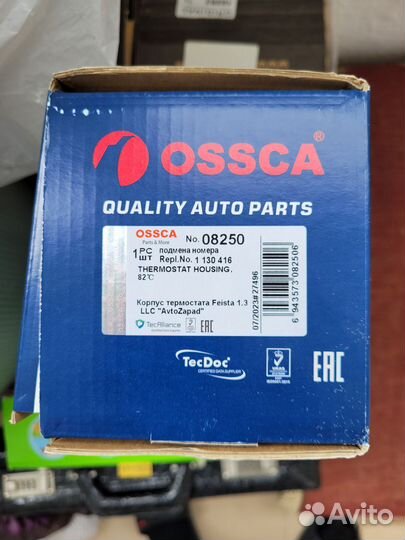 OSSCA®
QUALITY AUTO PARTS
OSSCA
Parts & More
No. 08250
1 PC
ШТ
подмена номера
Repl.No. 1 130 416
THERMOSTAT HOUSING,
82℃
Корпус термостата Feista 1.3
LLC "AvtoZapad"
TecAlliance
EAC
07/2023#27496
6 943573 082506
TecDoc®
CERTIFIED DATA SUPPLIER
EAC
Avito